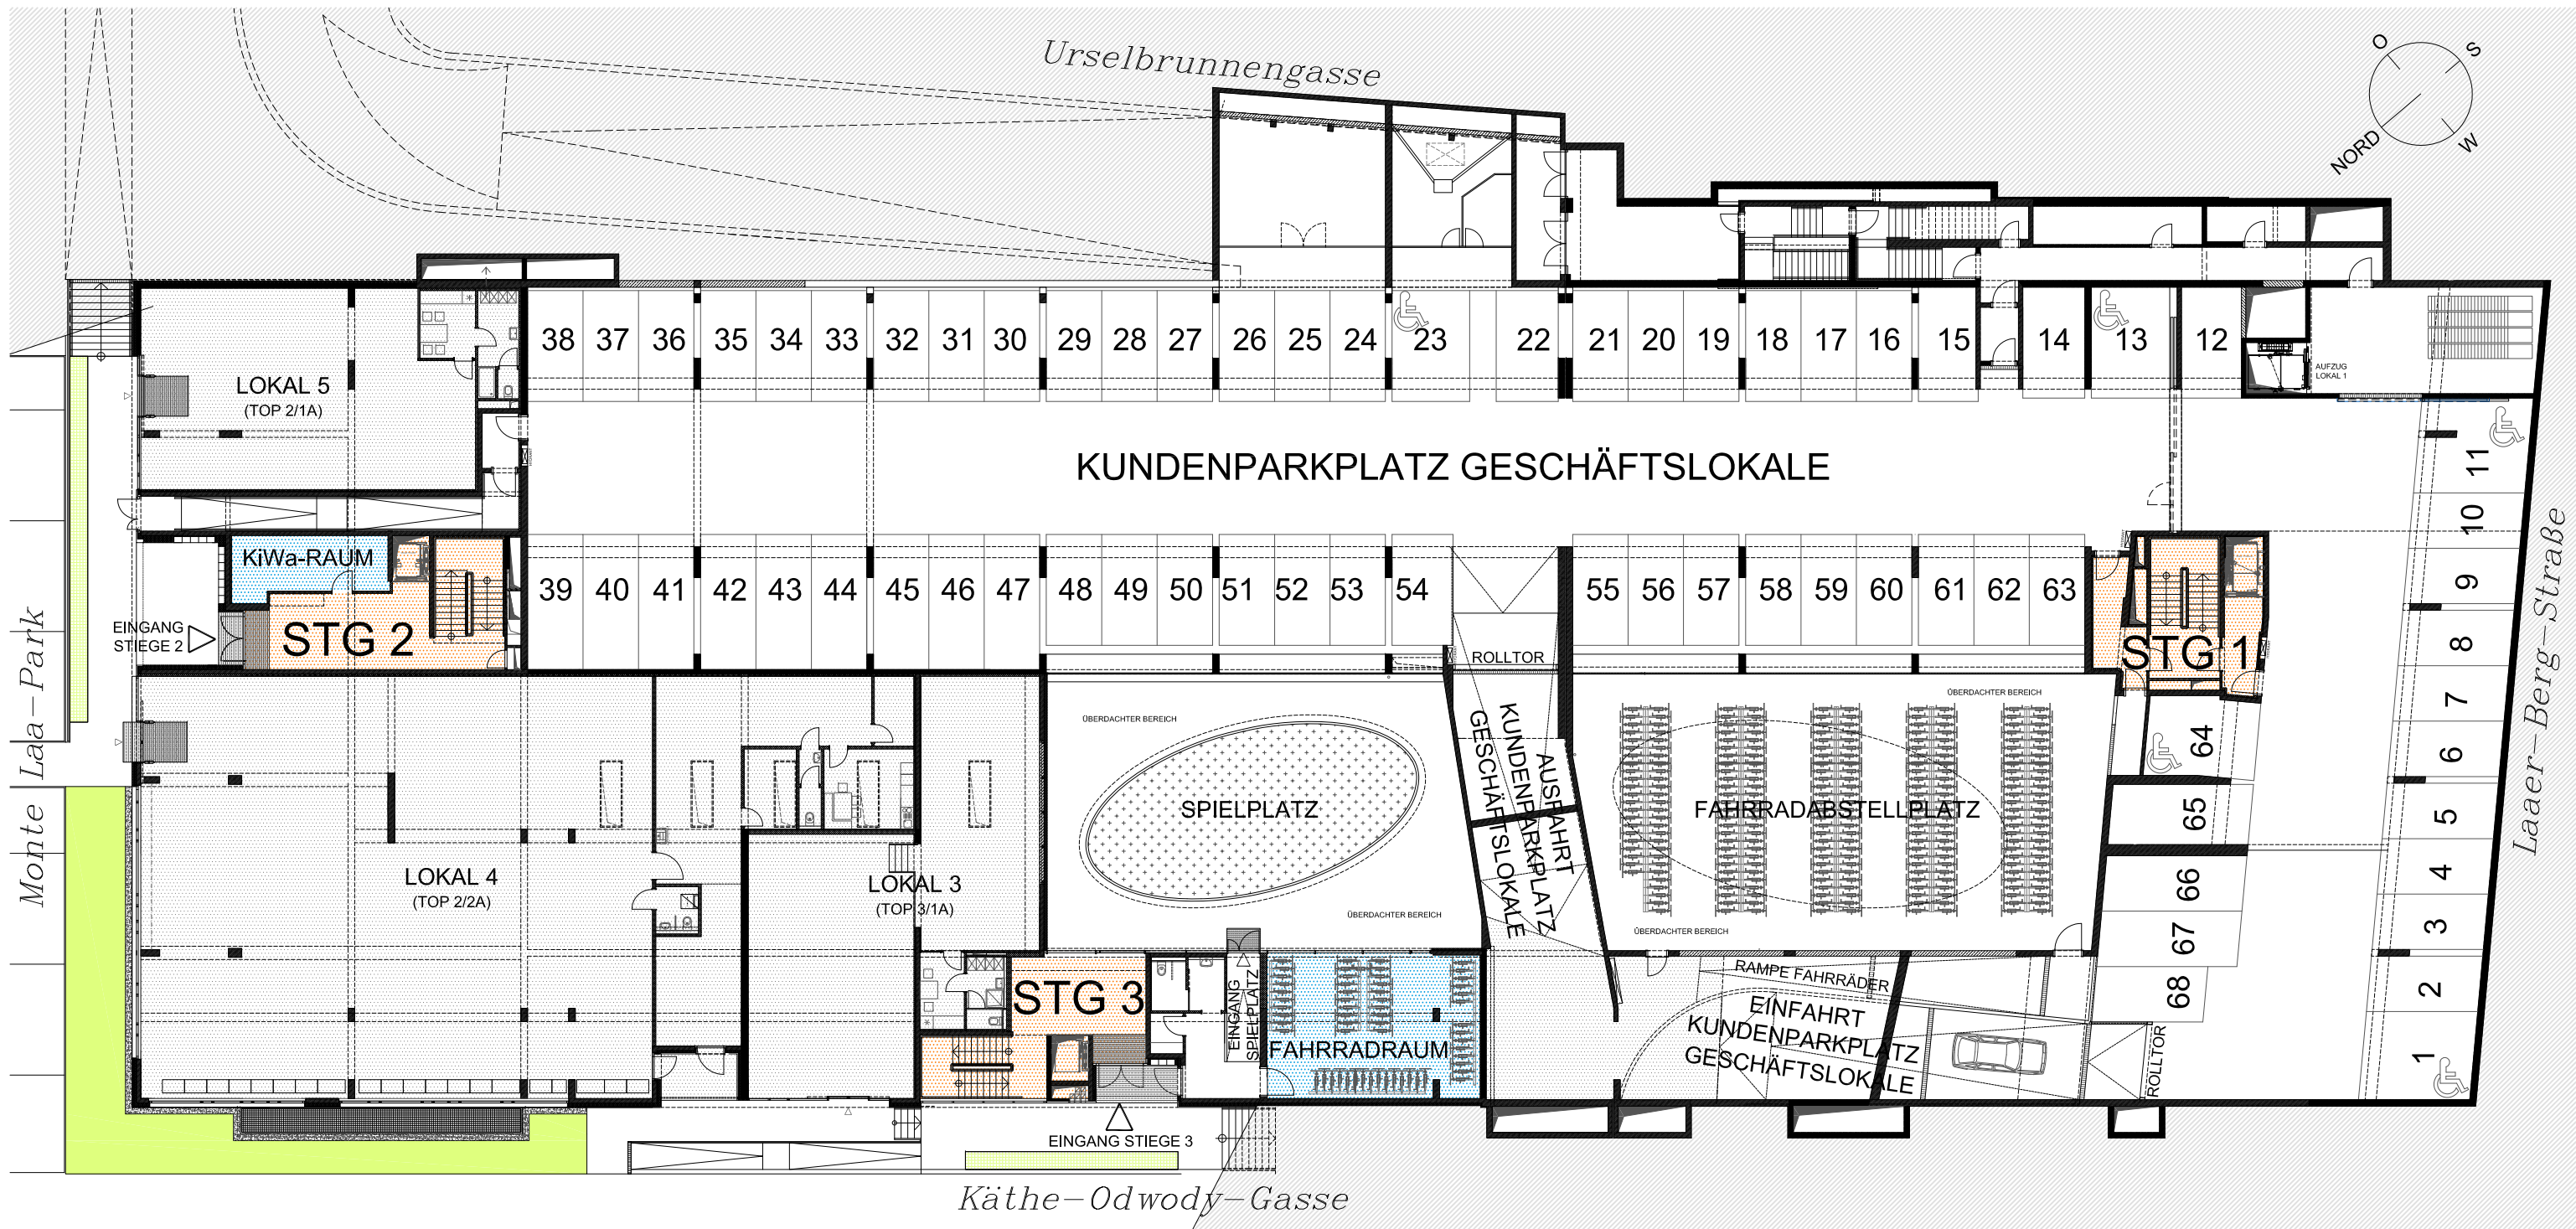 Urselbrunnengasse
O
S
NORD
W
38 37 36 35 34 33 32 31 30 29 28 27 26 25 24 23 22 21 20 19 18 17 16 15 14 13 12
LOKAL 5
(TOP 2/1A)
AUFZUG
LOKAL 1
KUNDENPARKPLATZ GESCHÄFTSLOKALE
11
10
9
8
7
6
5
4
3
2
1
Laaer-Berg-Straße
KiWa-RAUM
STG 2
EINGANG
STIEGE 2
39 40 41 42 43 44 45 46 47 48 49 50 51 52 53 54 55 56 57 58 59 60 61 62 63
STG 1
ROLLTOR
Monte Laa-Park
ÜBERDACHTER BEREICH
SPIELPLATZ
ÜBERDACHTER BEREICH
AUSFAHRT
KUNDENPARKPLATZ
GESCHÄFTSLOKALE
ÜBERDACHTER BEREICH
FAHRRADABSTELLPLATZ
ÜBERDACHTER BEREICH
64
65
66
67
68
LOKAL 4
(TOP 2/2A)
LOKAL 3
(TOP 3/1A)
STG 3
EINGANG
SPIELPLATZ
FAHRRADRAUM
RAMPE FAHRRÄDER
EINFAHRT
KUNDENPARKPLATZ
GESCHÄFTSLOKALE
ROLLTOR
EINGANG STIEGE 3
Käthe-Odwody-Gasse